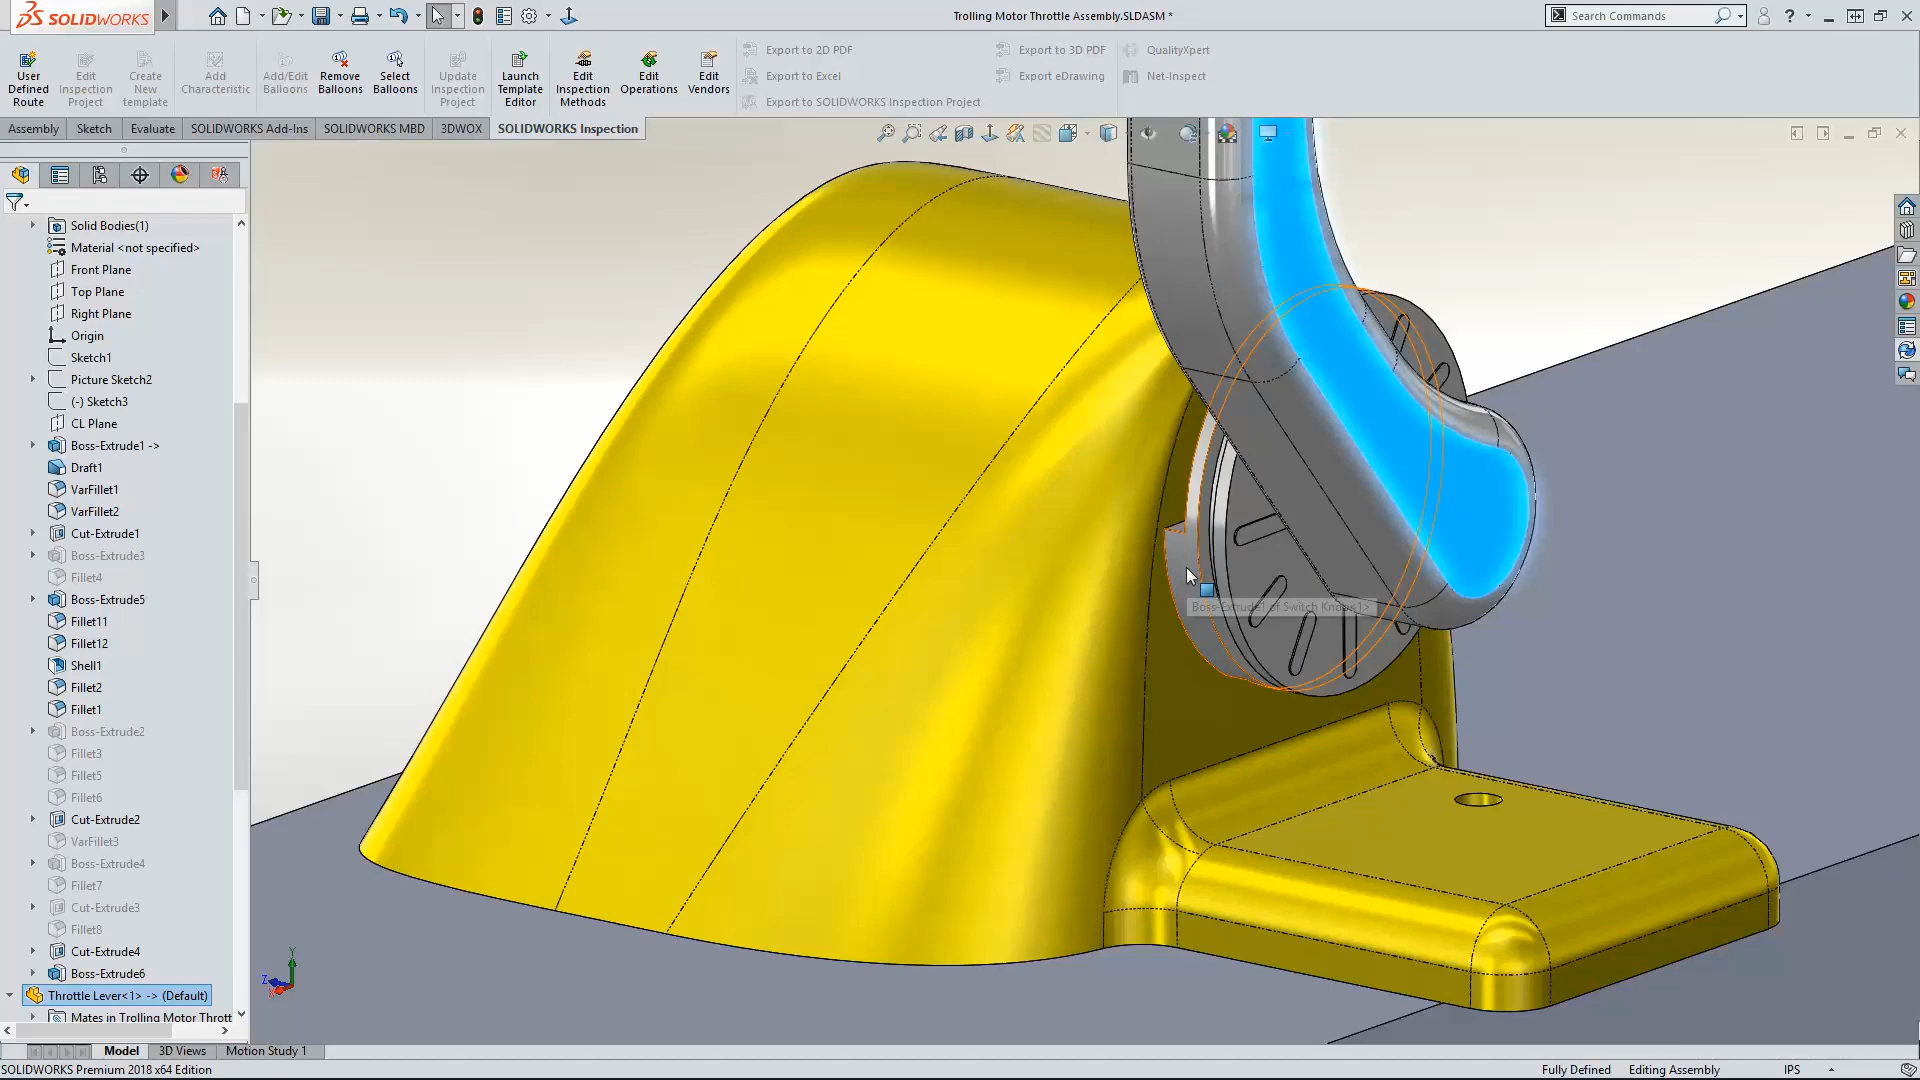 SOLIDWORKS
Trolling Motor Throttle Assembly.SLDASM *
Search Commands
User Defined Route
Edit Inspection Project
Create New template
Add Characteristic
Add/Edit Balloons
Remove Balloons
Select Balloons
Update Inspection Project
Launch Template Editor
Edit Inspection Methods
Edit Operations
Edit Vendors
Export to 2D PDF
Export to Excel
Export to SOLIDWORKS Inspection Project
Export to 3D PDF
Export eDrawing
QualityXpert
Net-Inspect
Assembly
Sketch
Evaluate
SOLIDWORKS Add-Ins
SOLIDWORKS MBD
3DWOX
SOLIDWORKS Inspection
Solid Bodies(1)
Material <not specified>
Front Plane
Top Plane
Right Plane
Origin
Sketch1
Picture Sketch2
(-) Sketch3
CL Plane
Boss-Extrude1 ->
Draft1
VarFillet1
VarFillet2
Cut-Extrude1
Boss-Extrude3
Fillet4
Boss-Extrude5
Fillet11
Fillet12
Shell1
Fillet2
Fillet1
Boss-Extrude2
Fillet3
Fillet5
Fillet6
Cut-Extrude2
VarFillet3
Boss-Extrude4
Fillet7
Cut-Extrude3
Fillet8
Cut-Extrude4
Boss-Extrude6
Throttle Lever<1> -> (Default)
Mates in Trolling Motor Thrott
Boss-Extrude1 of Switch Knob<1>
Y
Z
X
Model
3D Views
Motion Study 1
SOLIDWORKS Premium 2018 x64 Edition
Fully Defined
Editing Assembly
IPS